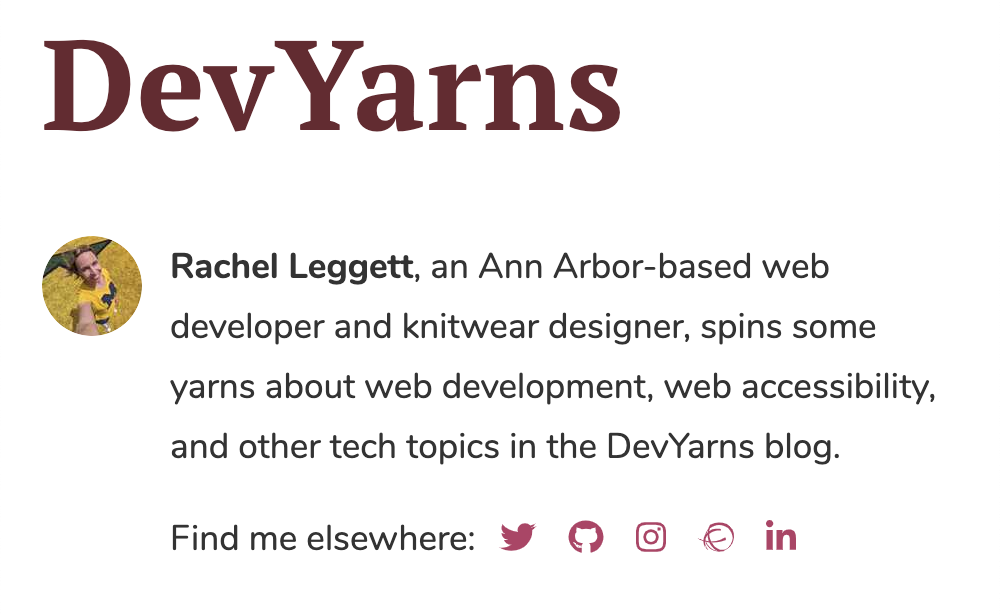 DevYarns
Rachel Leggett, an Ann Arbor-based web
developer and knitwear designer, spins some
yarns about web development, web accessibility,
and other tech topics in the DevYarns blog.
Find me elsewhere: